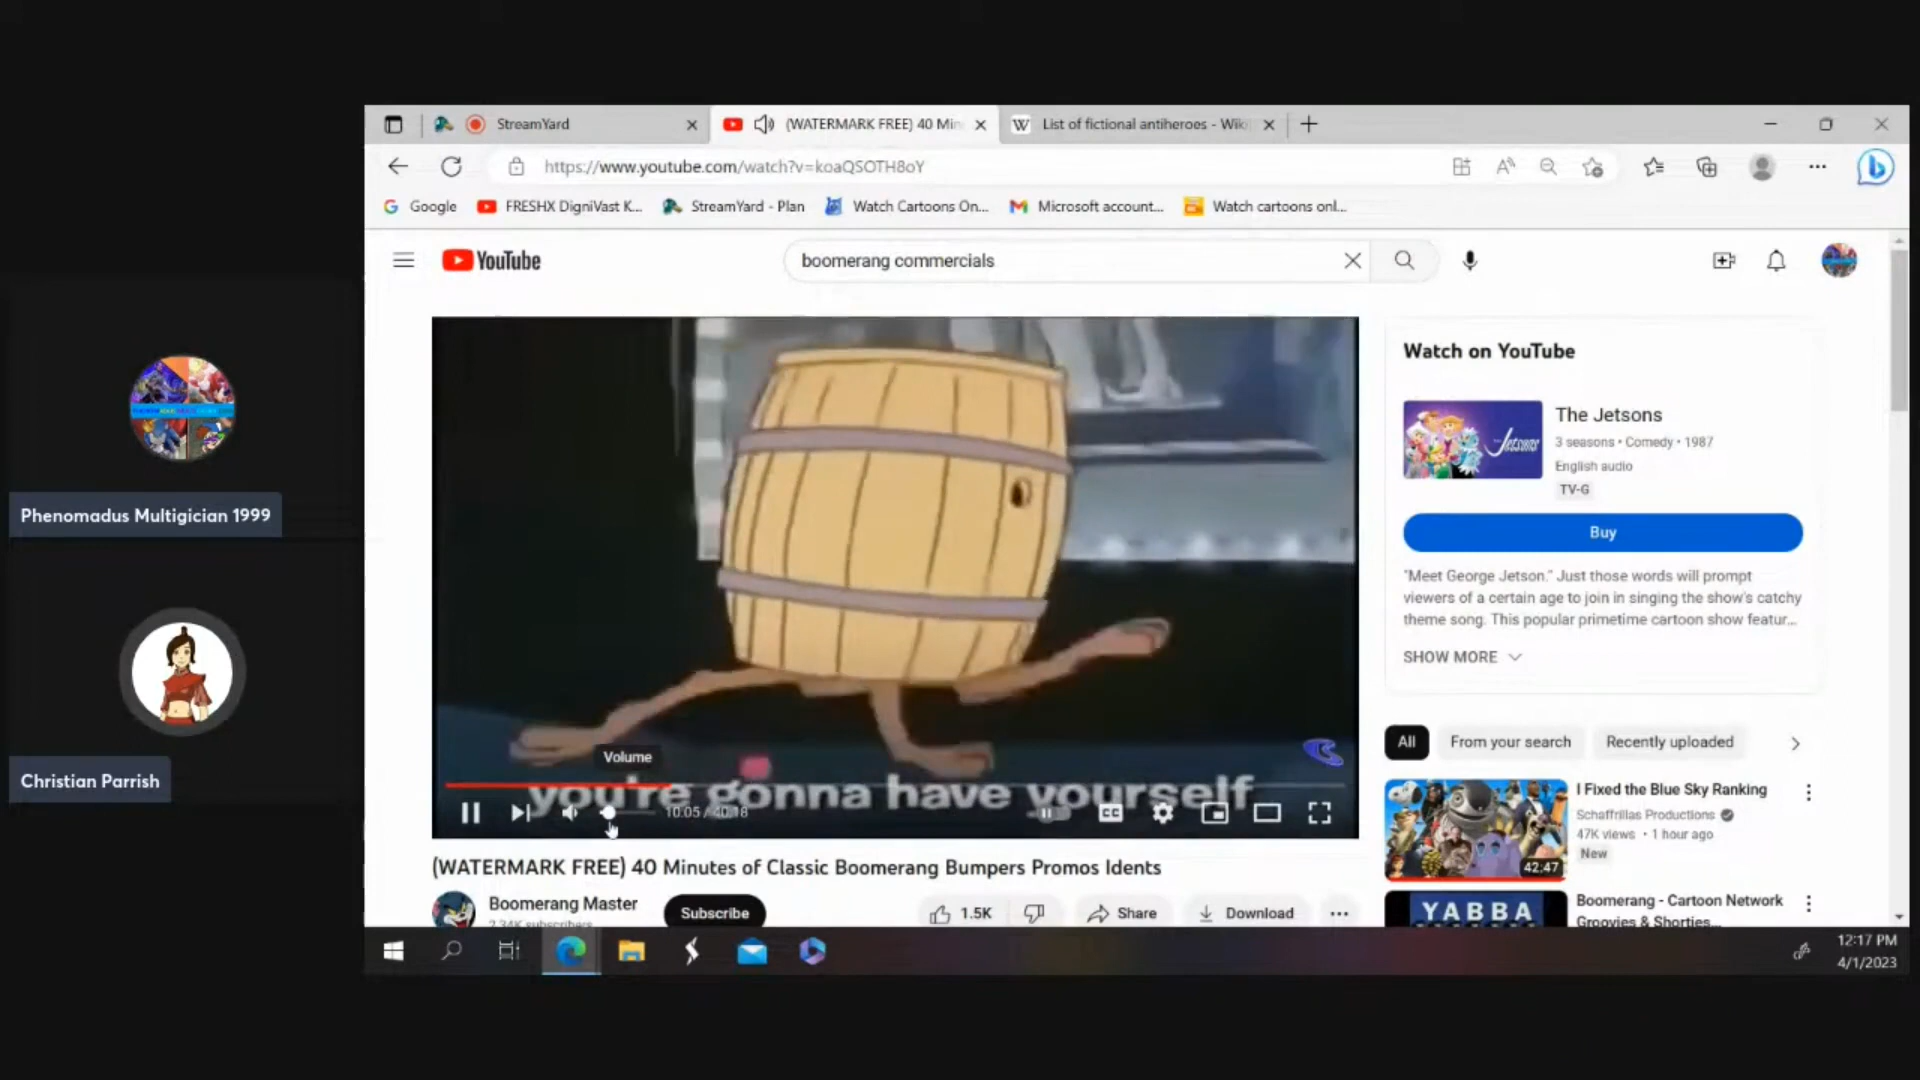 StreamYard
(WATERMARK FREE) 40 Min
List of fictional antiheroes - Wiki
https://www.youtube.com/watch?v=koaQSOTH8oY
Google
FRESHX DigniVast K...
StreamYard - Plan
Watch Cartoons On...
Microsoft account...
Watch cartoons onl...
YouTube
boomerang commercials
Phenomadus Multigician 1999
Christian Parrish
Volume
you're gonna have yourself
10:05 / 40:18
CC
(WATERMARK FREE) 40 Minutes of Classic Boomerang Bumpers Promos Idents
Boomerang Master
2.34K subscribers
Subscribe
1.5K
Share
Download
Watch on YouTube
Jetsons
The Jetsons
3 seasons • Comedy • 1987
English audio
TV-G
Buy
"Meet George Jetson." Just those words will prompt
viewers of a certain age to join in singing the show's catchy
theme song. This popular primetime cartoon show featur...
SHOW MORE
All
From your search
Recently uploaded
42:47
I Fixed the Blue Sky Ranking
Schaffrillas Productions
47K views • 1 hour ago
New
YABBA
Boomerang - Cartoon Network
Groovies & Shorties...
12:17 PM
4/1/2023